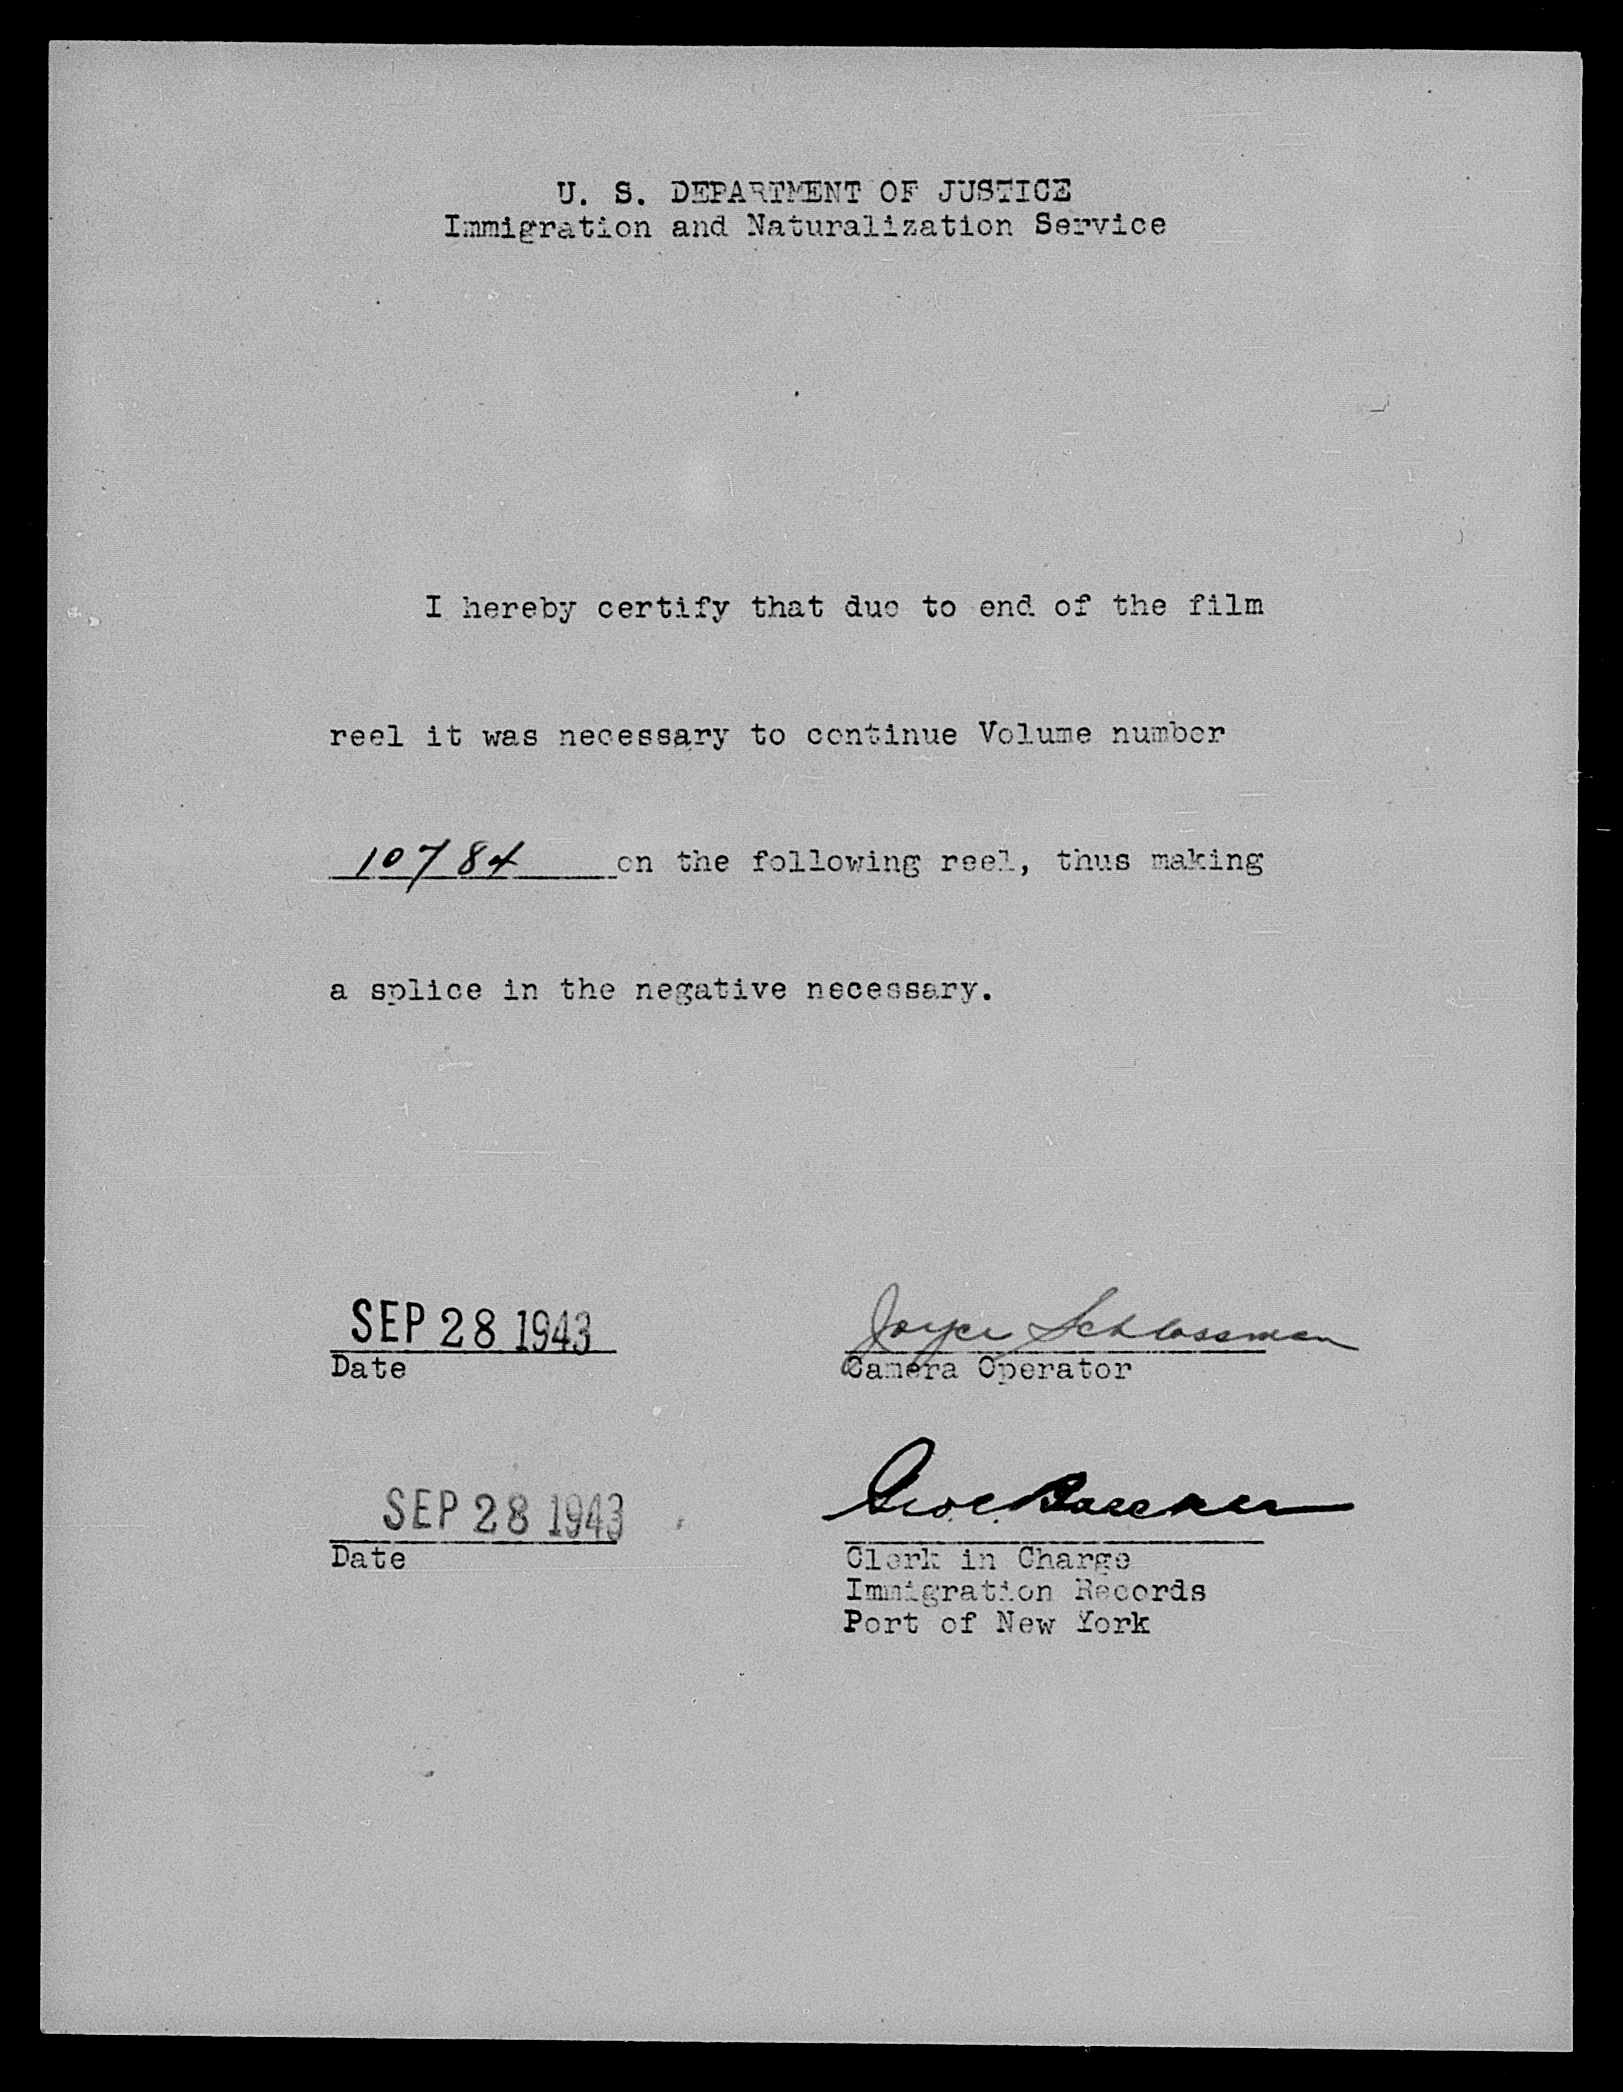 U. S. DEPARTMENT OF JUSTICE
Immigration and Naturalization Service
I hereby certify that due to end of the film
reel it was necessary to continue Volume number
10784 on the following reel, thus making
a splice in the negative necessary.
SEP 28 1943
Date
Joyce Schlossman
Camera Operator
SEP 28 1943
Date
Geo. C.
Clerk in Charge
Immigration Records
Port of New York